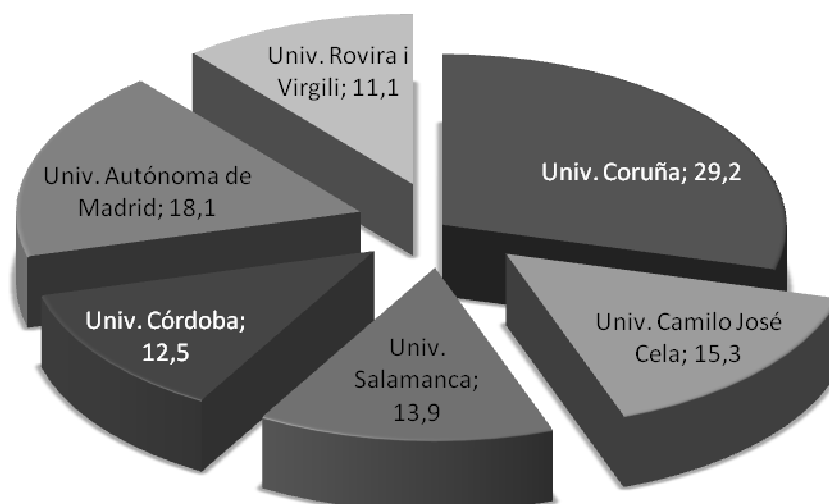 Univ. Rovira i
Virgili; 11,1
Univ. Coruña; 29,2
Univ. Autónoma de
Madrid; 18,1
Univ. Córdoba;
12,5
Univ. Camilo José
Cela; 15,3
Univ.
Salamanca;
13,9